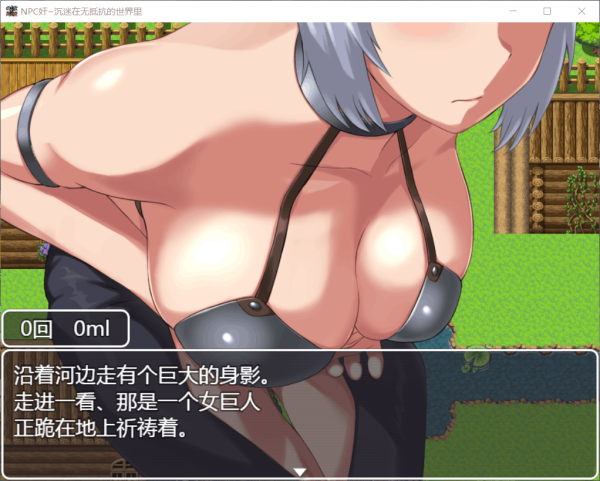 NPC奸~沉迷在无抵抗的世界里
0回 0ml
沿着河边走有个巨大的身影。
走进一看、那是一个女巨人
正跪在地上祈祷着。